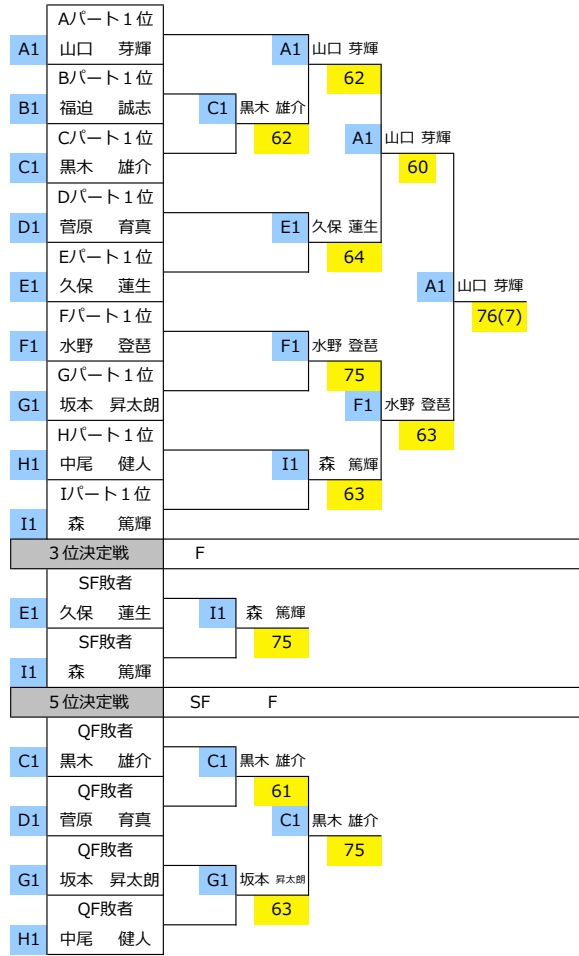 Aパート１位
A1 山口 芽輝 A1 山口 芽輝
Bパート１位 62
B1 福迫 誠志 C1 黒木 雄介
Cパート１位 62 A1 山口 芽輝
C1 黒木 雄介 60
Dパート１位
D1 菅原 育真 E1 久保 蓮生
Eパート１位 64
E1 久保 蓮生 A1 山口 芽輝
Fパート１位 76(7)
F1 水野 登琶 F1 水野 登琶
Gパート１位 75
G1 坂本 昇太朗 F1 水野 登琶
Hパート１位 63
H1 中尾 健人 I1 森 篤輝
Iパート１位 63
I1 森 篤輝
３位決定戦 F
SF敗者
E1 久保 蓮生 I1 森 篤輝
SF敗者 75
I1 森 篤輝
５位決定戦 SF F
QF敗者
C1 黒木 雄介 C1 黒木 雄介
QF敗者 61
D1 菅原 育真 C1 黒木 雄介
QF敗者 75
G1 坂本 昇太朗 G1 坂本 昇太朗
QF敗者 63
H1 中尾 健人